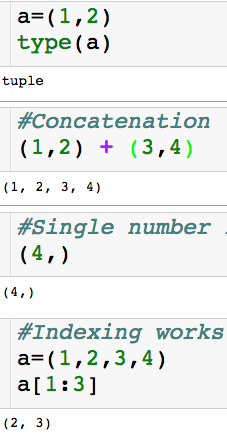 a=(1,2)
type(a)
tuple
#Concatenation
(1,2) + (3,4)
(1, 2, 3, 4)
#Single number
(4,)
(4,)
#Indexing works
a=(1,2,3,4)
a[1:3]
(2, 3)